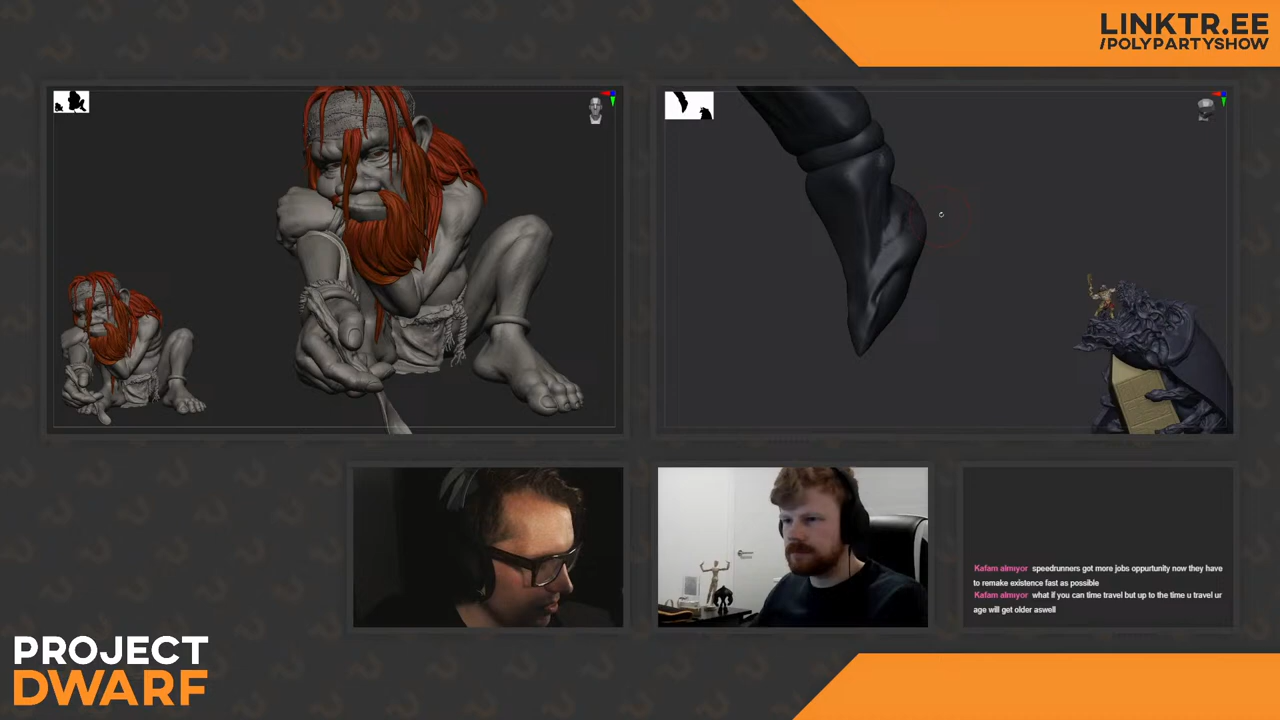 LINKTR.EE
/POLYPARTYSHOW
Kafam almıyor speedrunners got more jobs oppurtunity now they have
to remake existence fast as possible
Kafam almıyor what if you can time travel but up to the time u travel ur
age will get older aswell
PROJECT
DWARF